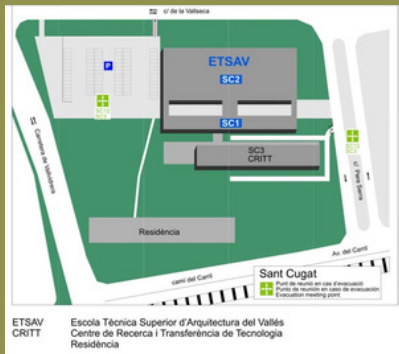 c/ de la Vallseca
ETSAV
P
SC2
SC1
SC3
CRITT
Carretera de Vallvidrera
c/ Pere Serra
Residència
Av. del Carril
camí del Carril
Sant Cugat
Punt de reunió en cas d'evacuació
Punto de reunión en caso de evacuación
Evacuation meeting point
ETSAV Escola Tècnica Superior d'Arquitectura del Vallés
CRITT Centre de Recerca i Transferència de Tecnologia
Residència